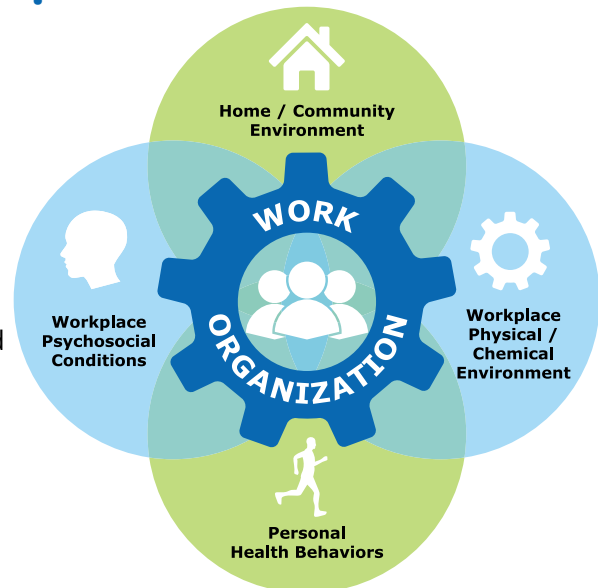 Home / Community
Environment
WORK
ORGANIZATION
Workplace
Psychosocial
Conditions
Workplace
Physical /
Chemical
Environment
Personal
Health Behaviors